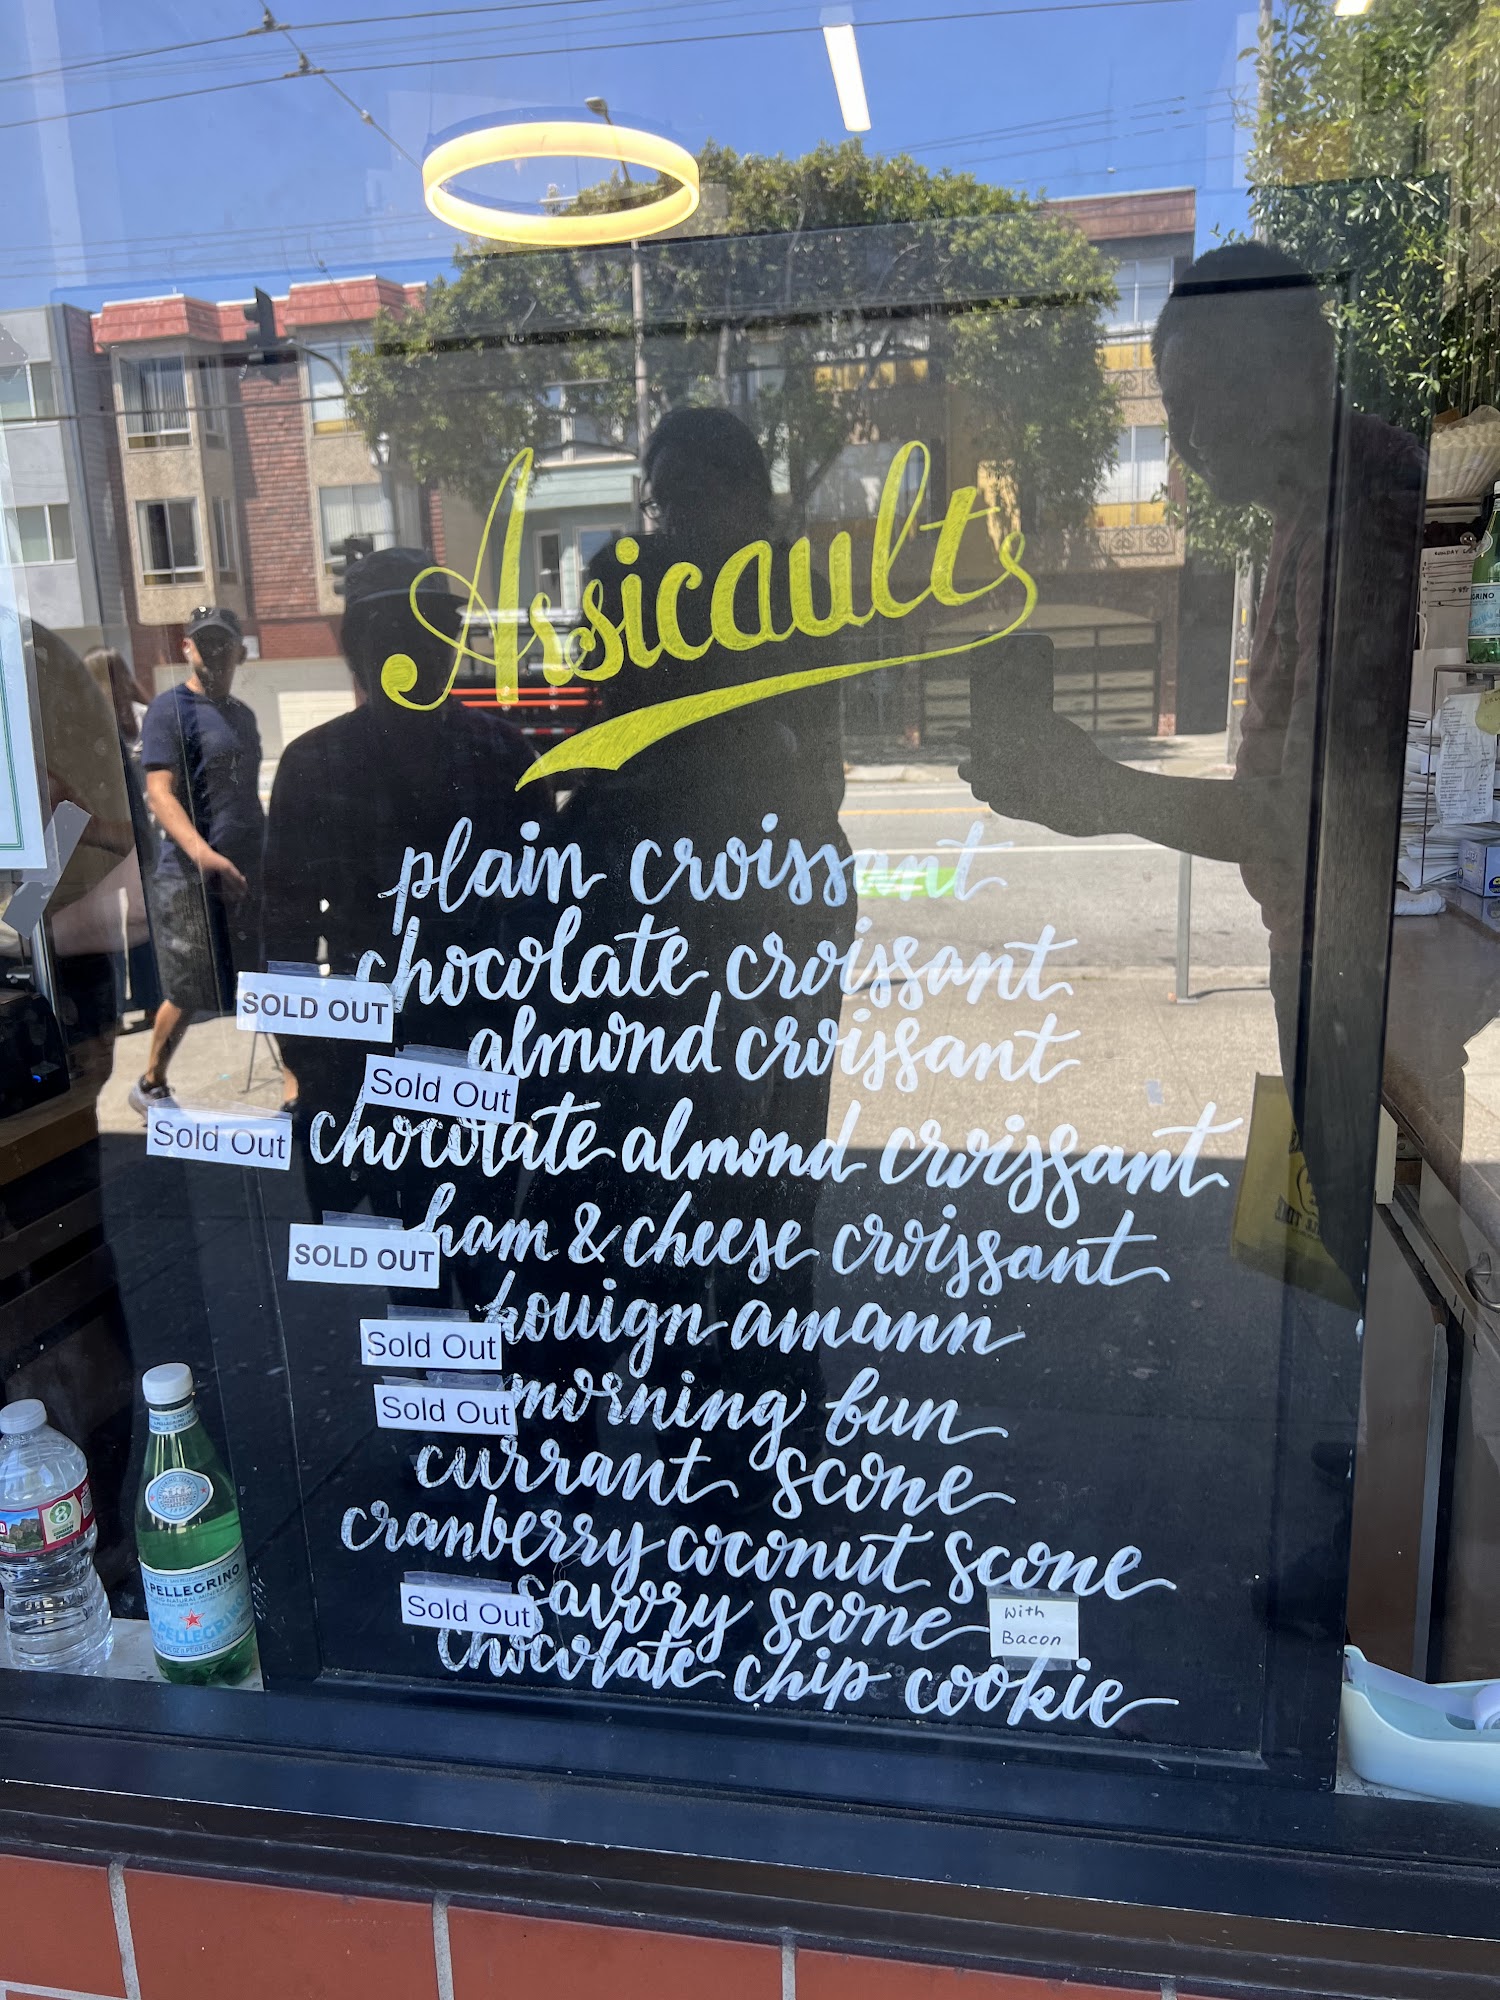 Arsicault
plain croissant
chocolate croissant
SOLD OUT
almond croissant
Sold Out
Sold Out chocolate almond croissant
ham & cheese croissant
SOLD OUT
kouign amann
Sold Out
morning bun
Sold Out
currant scone
cranberry coconut scone
savory scone
Sold Out
With
Bacon
chocolate chip cookie
S.PELLEGRINO
S.PELLEGRINO